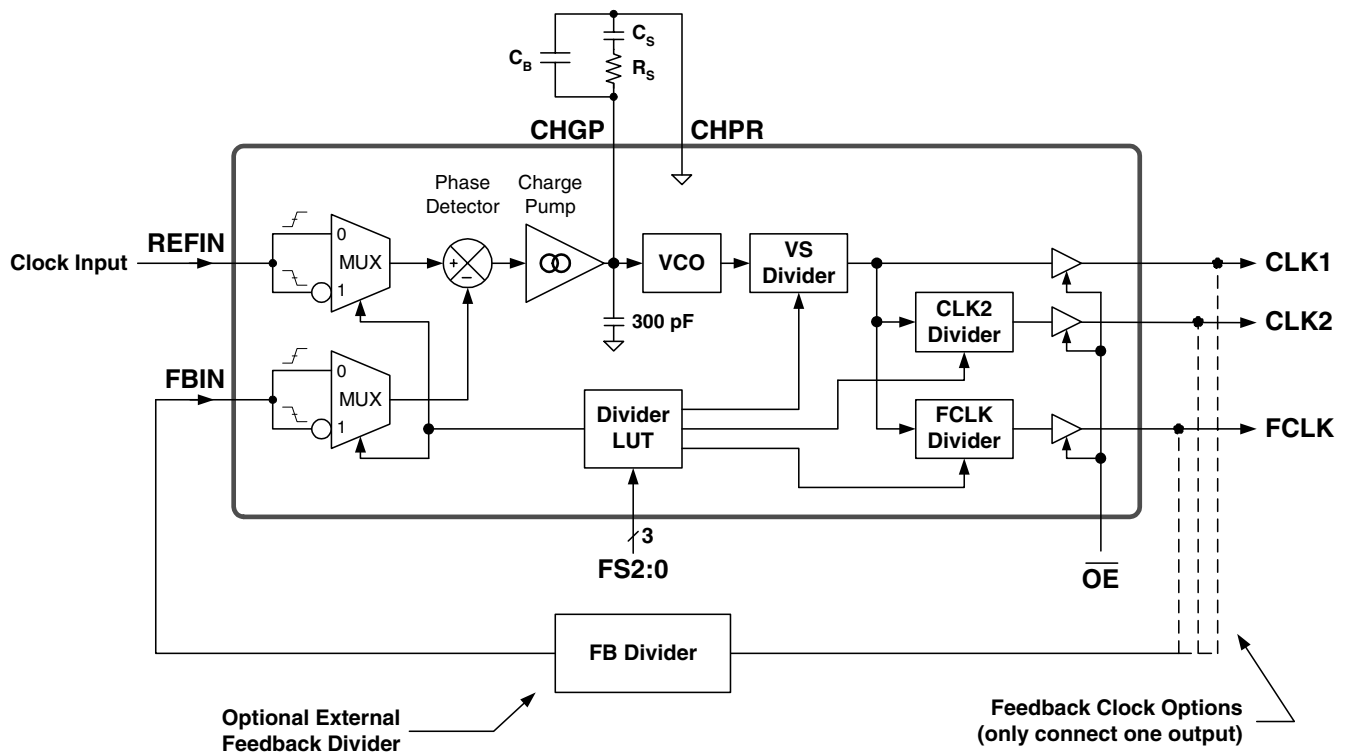 C_S
C_B
R_S
CHGP
CHPR
Phase
Detector
Charge
Pump
REFIN
Clock Input
0
MUX
1
+
−
VCO
VS
Divider
CLK1
300 pF
CLK2
Divider
CLK2
FBIN
0
MUX
1
Divider
LUT
FCLK
Divider
FCLK
3
FS2:0
OE
FB Divider
Optional External
Feedback Divider
Feedback Clock Options
(only connect one output)